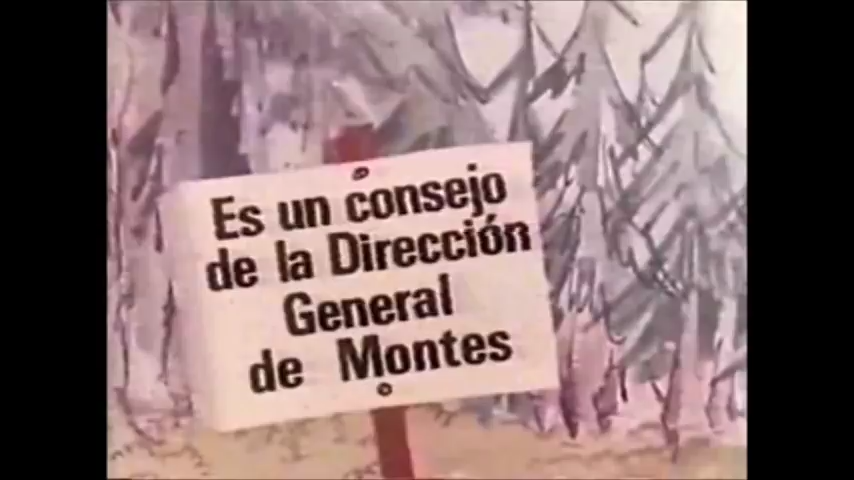 Es un consejo
de la Dirección
General
de Montes